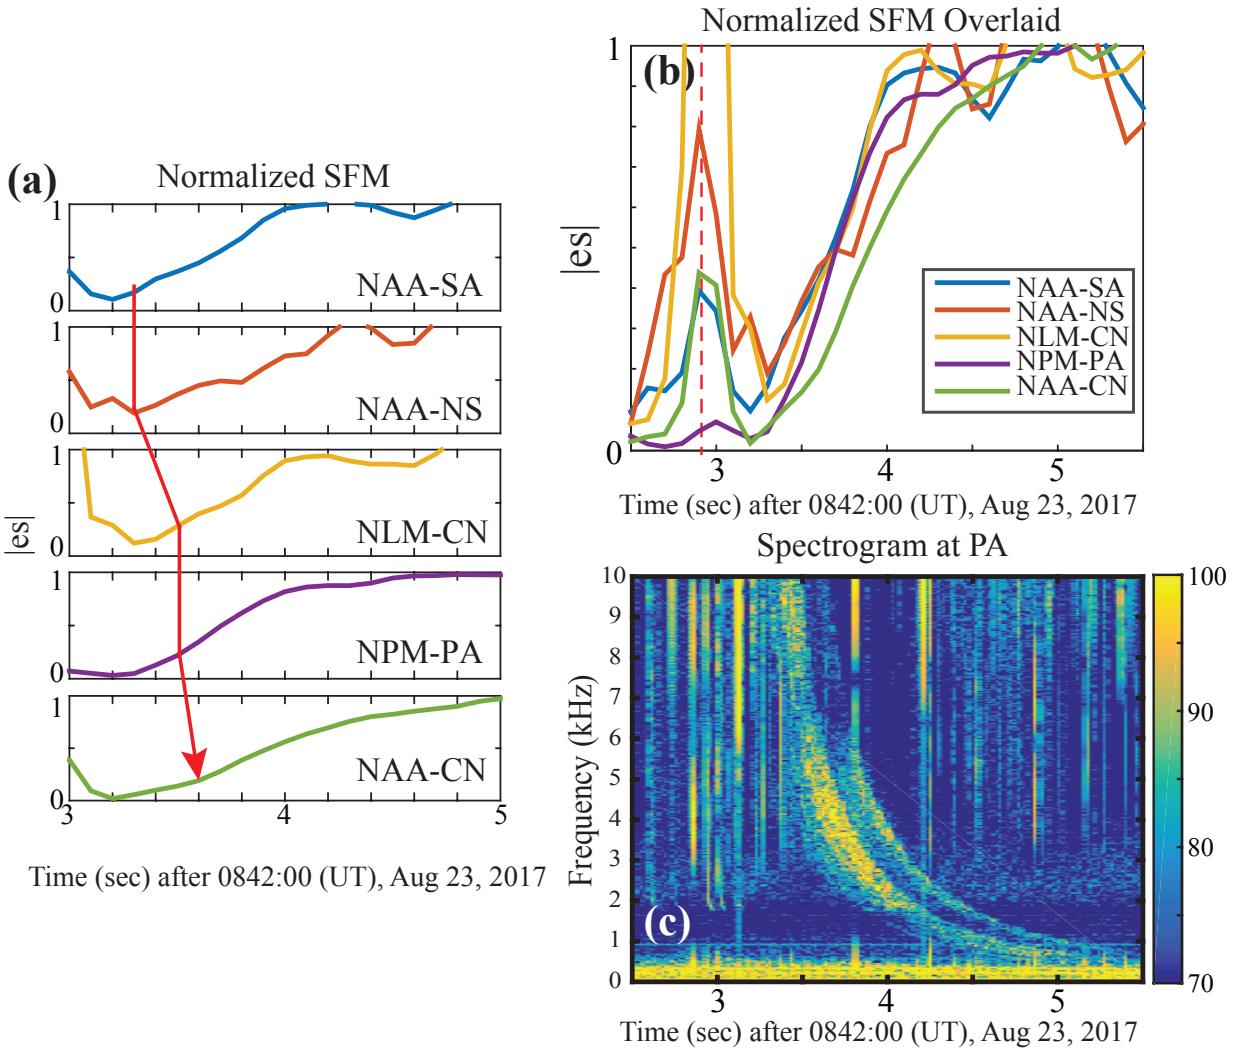 Normalized SFM Overlaid
(b)
1
|es|
0
NAA-SA
NAA-NS
NLM-CN
NPM-PA
NAA-CN
3 4 5
Time (sec) after 0842:00 (UT), Aug 23, 2017
(a)
Normalized SFM
1
0
NAA-SA
1
0
NAA-NS
1
0
NLM-CN
|es|
1
0
NPM-PA
1
0
NAA-CN
3 4 5
Time (sec) after 0842:00 (UT), Aug 23, 2017
Spectrogram at PA
10
9
8
7
6
5
4
3
2
1
0
Frequency (kHz)
(c)
100
90
80
70
3 4 5
Time (sec) after 0842:00 (UT), Aug 23, 2017